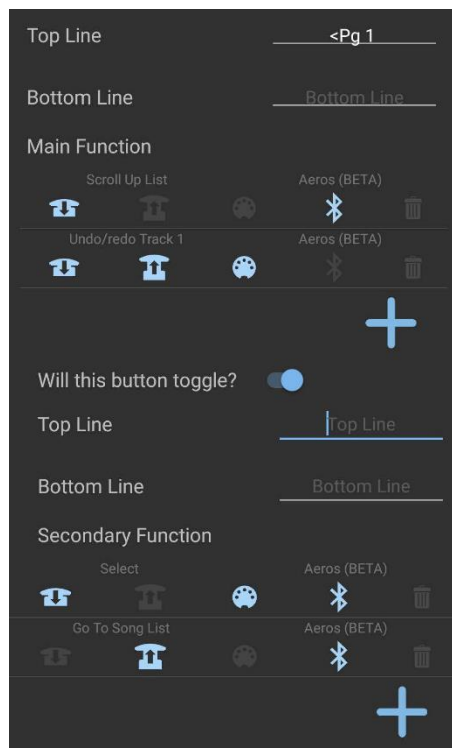 Top Line <Pg 1
Bottom Line Bottom Line
Main Function
Scroll Up List Aeros (BETA)
Undo/redo Track 1 Aeros (BETA)
Will this button toggle?
Top Line Top Line
Bottom Line Bottom Line
Secondary Function
Select Aeros (BETA)
Go To Song List Aeros (BETA)